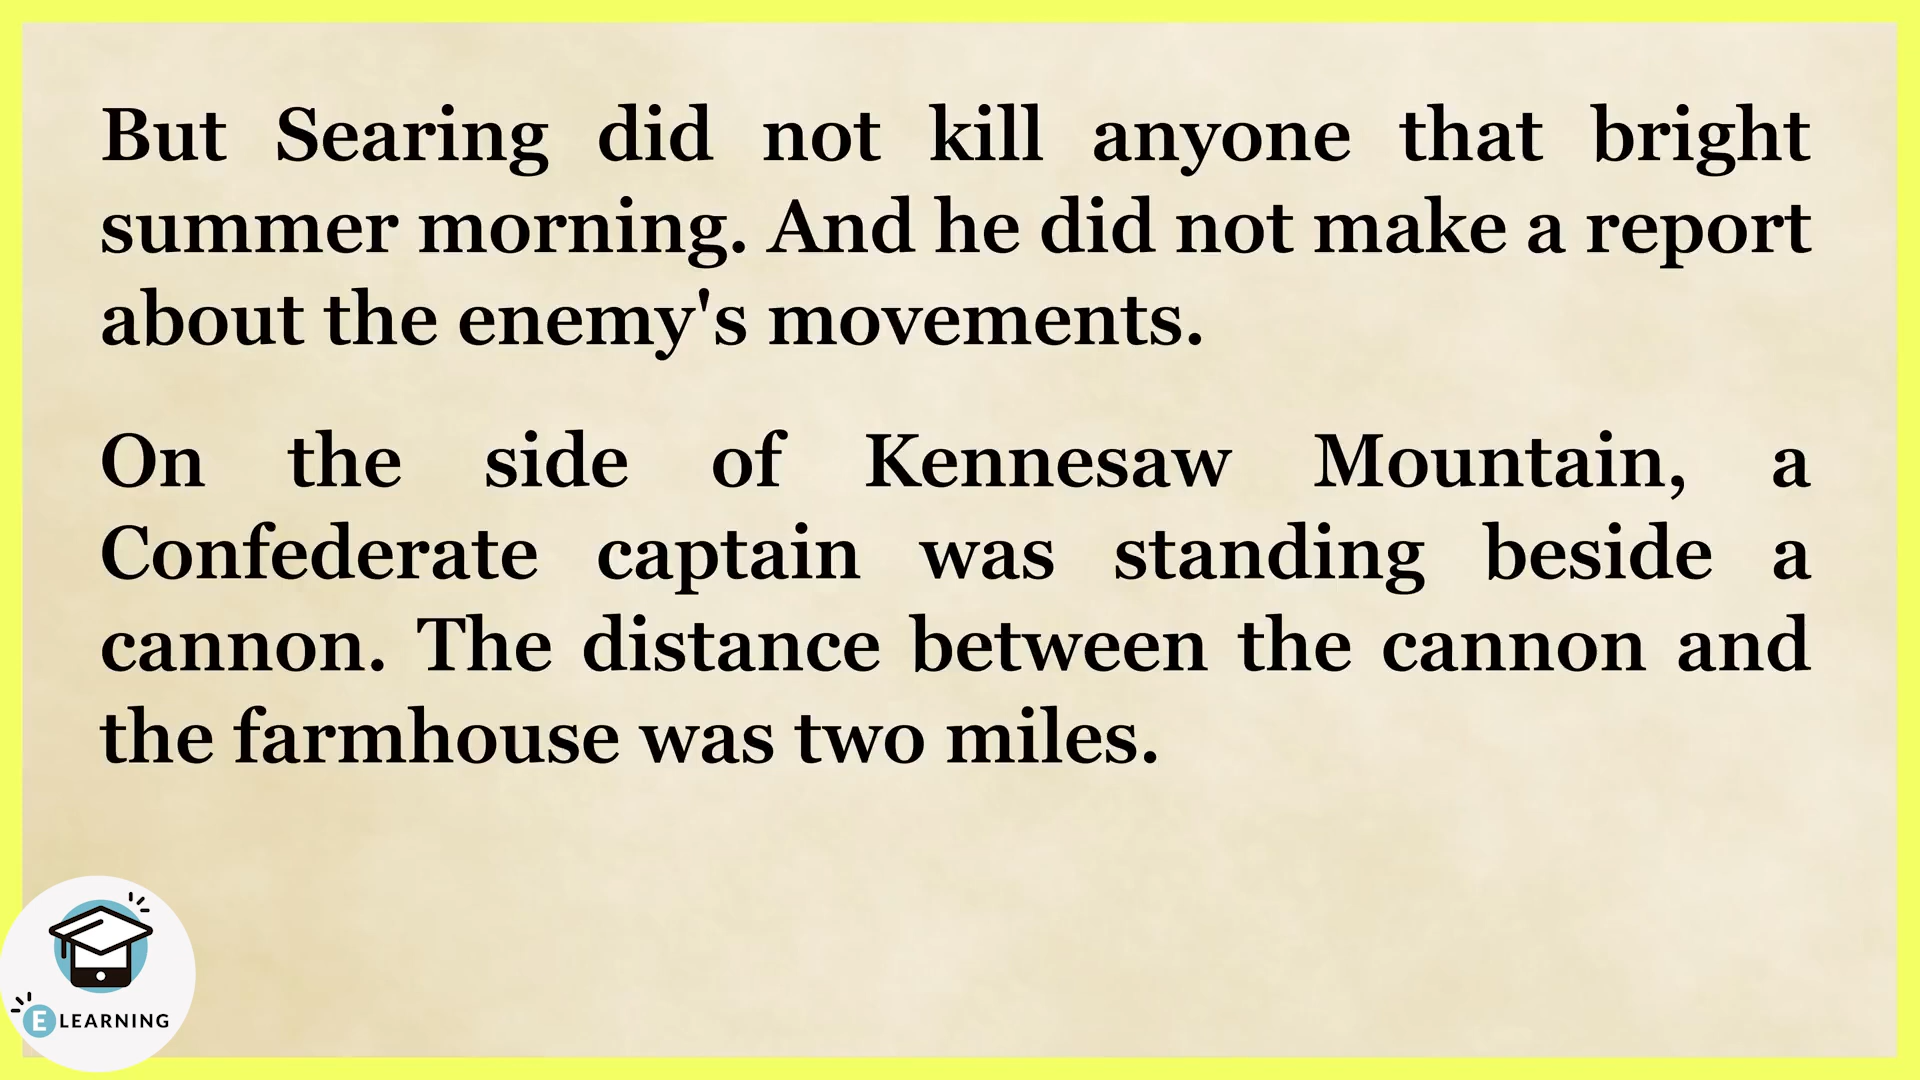 But Searing did not kill anyone that bright
summer morning. And he did not make a report
about the enemy's movements.
On the side of Kennesaw Mountain, a
Confederate captain was standing beside a
cannon. The distance between the cannon and
the farmhouse was two miles.
E LEARNING